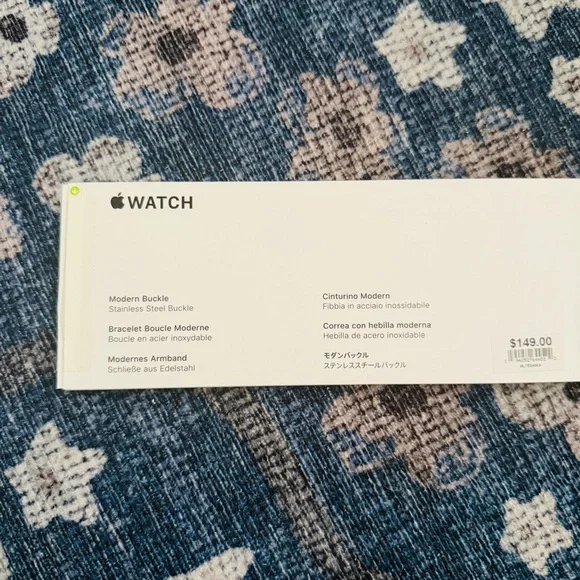 WATCH
Modern Buckle
Stainless Steel Buckle
Bracelet Boucle Moderne
Boucle en acier inoxydable
Modernes Armband
Schließe aus Edelstahl
Cinturino Modern
Fibbia in acciaio inossidabile
Correa con hebilla moderna
Hebilla de acero inoxidable
モダンバックル
ステンレススチールバックル
$149.00